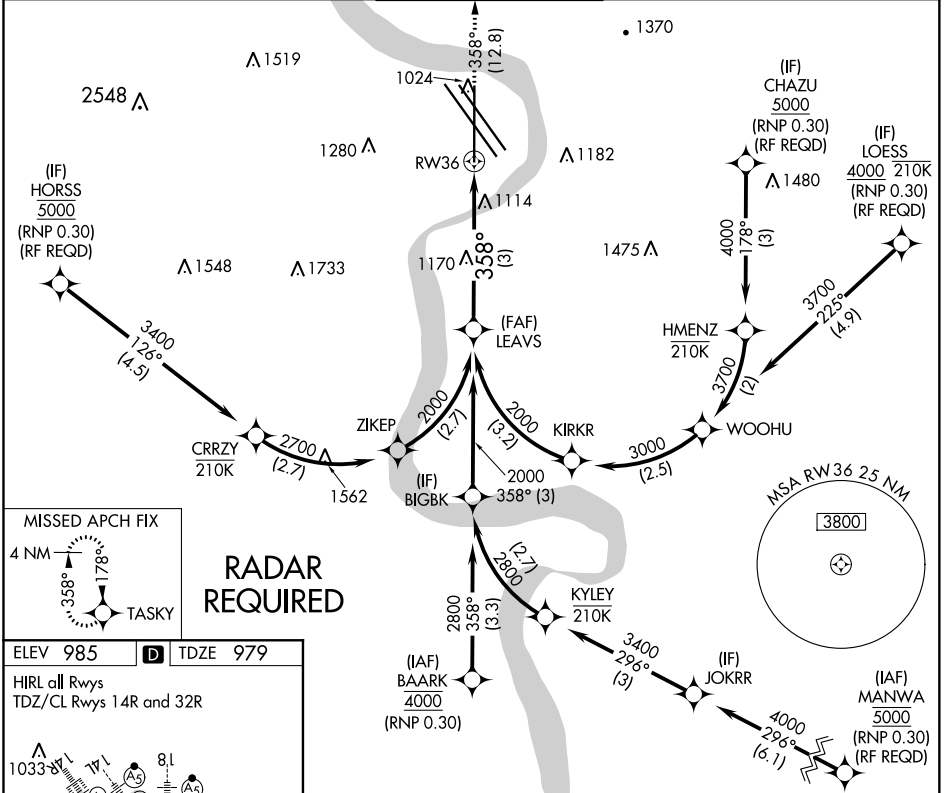 358°
(12.8)
1370
1519
1024
2548
(IF)
CHAZU
5000
(RNP 0.30)
(RF REQD)
(IF)
LOESS
4000 210K
(RNP 0.30)
(RF REQD)
1280
RW36
1182
1480
(IF)
HORSS
5000
(RNP 0.30)
(RF REQD)
1114
4000
178°
(3)
1548
1733
1170
358°
(3)
1475
3700
225°
(4.9)
3400
126°
(4.5)
(FAF)
LEAVS
HMENZ
210K
3700
(2)
ZIKEP
2000
(2.7)
2000
(3.2)
KIRKR
WOOHU
CRRZY
210K
2700
(2.7)
3000
(2.5)
1562
(IF)
BIGBK
2000
358° (3)
MSA RW36 25 NM
3800
MISSED APCH FIX
4 NM
358°
178°
TASKY
RADAR
REQUIRED
(2.7)
2800
KYLEY
210K
2800
358°
(3.3)
3400
296°
(3)
(IF)
JOKRR
(IAF)
BAARK
4000
(RNP 0.30)
4000
296°
(6.1)
(IAF)
MANWA
5000
(RNP 0.30)
(RF REQD)
ELEV 985 D TDZE 979
HIRL all Rwys
TDZ/CL Rwys 14R and 32R
1033
14R
14L
18
A5
A5